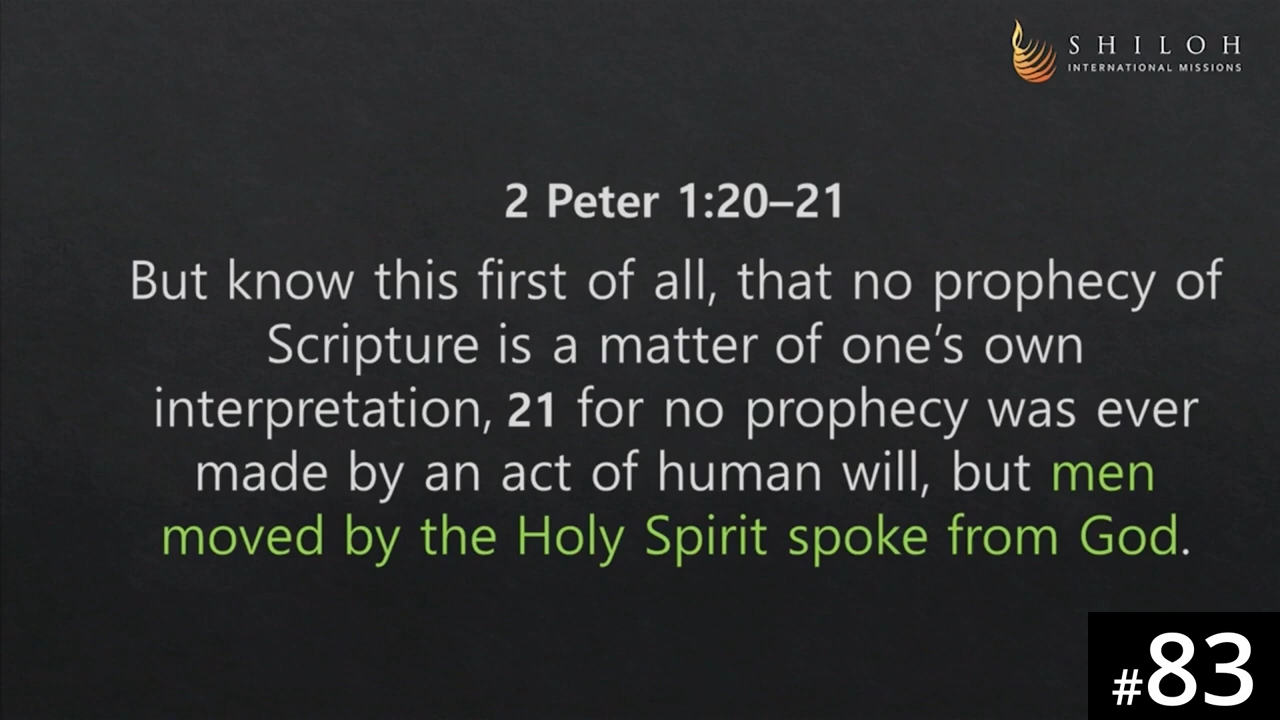 SHILOH
INTERNATIONAL MISSIONS
2 Peter 1:20–21
But know this first of all, that no prophecy of
Scripture is a matter of one’s own
interpretation, 21 for no prophecy was ever
made by an act of human will, but men
moved by the Holy Spirit spoke from God.
#83